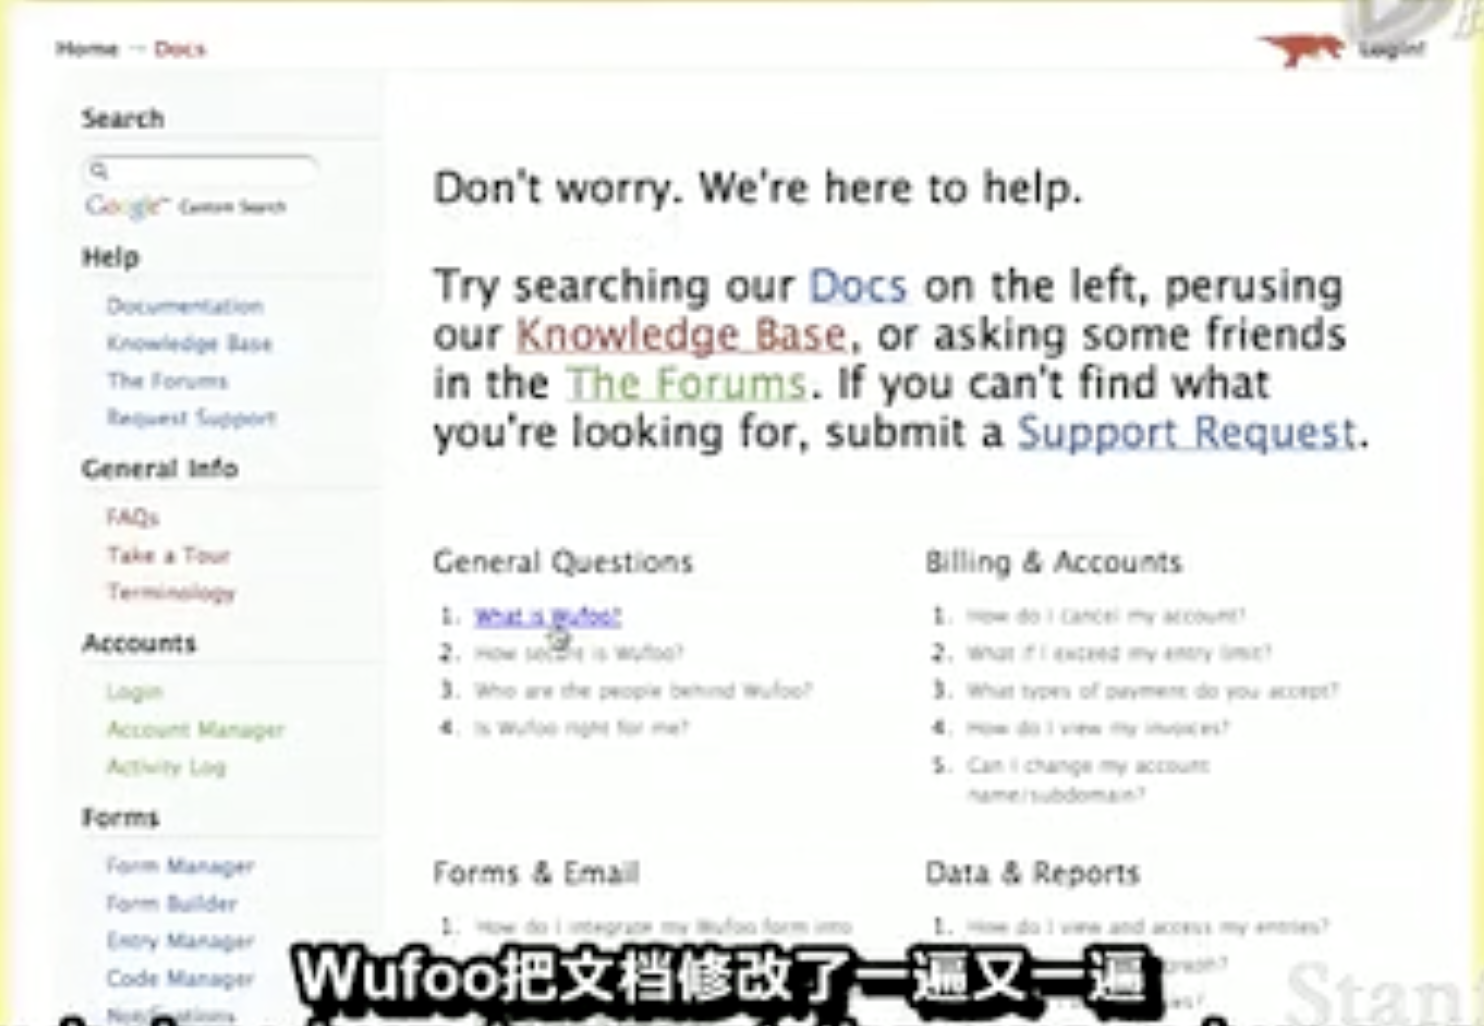 Home → Docs
Login!
Search
Google™ Custom Search
Help
Documentation
Knowledge Base
The Forums
Request Support
General Info
FAQs
Take a Tour
Terminology
Accounts
Login
Account Manager
Activity Log
Forms
Form Manager
Form Builder
Entry Manager
Code Manager
Notifications
Don't worry. We're here to help.
Try searching our Docs on the left, perusing
our Knowledge Base, or asking some friends
in the The Forums. If you can't find what
you're looking for, submit a Support Request.
General Questions
1. What is Wufoo?
2. How secure is Wufoo?
3. Who are the people behind Wufoo?
4. Is Wufoo right for me?
Billing & Accounts
1. How do I cancel my account?
2. What if I exceed my entry limit?
3. What types of payment do you accept?
4. How do I view my invoices?
5. Can I change my account
name/subdomain?
Forms & Email
1. How do I integrate my Wufoo form into
Data & Reports
1. How do I view and access my entries?
Wufoo把文档修改了一遍又一遍
Stan